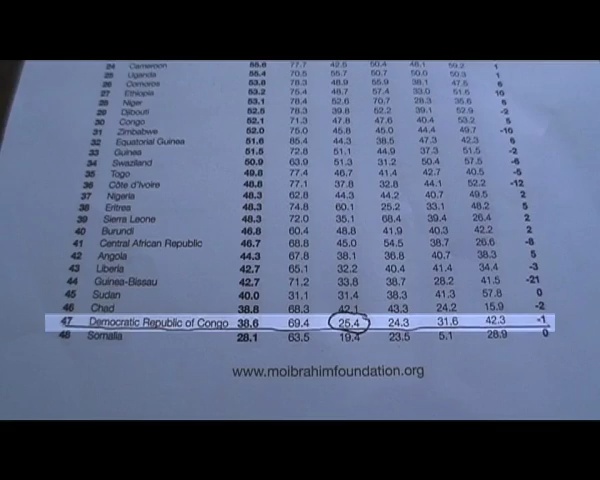 24 Cameroon 55.6 77.7 42.5 50.4 48.1 59.2 1
25 Uganda 55.4 70.5 55.7 50.7 50.0 50.3 1
26 Comoros 53.8 78.3 55.9 38.1 47.5 6
27 Ethiopia 53.2 75.4 48.7 57.4 33.0 51.5 10
28 Niger 53.1 78.4 52.6 70.7 28.3 35.6 5
29 Djibouti 52.5 78.3 39.8 52.2 39.1 52.9 -2
30 Congo 52.1 71.3 47.8 47.6 40.4 53.2 5
31 Zimbabwe 52.0 75.0 45.8 45.0 44.4 49.7 -10
32 Equatorial Guinea 51.6 85.4 44.3 38.5 47.3 42.3 6
33 Guinea 51.5 72.8 51.1 44.9 37.3 51.5 -2
34 Swaziland 50.9 63.9 51.3 31.2 50.4 57.5 -6
35 Togo 49.8 77.4 46.7 41.4 42.7 40.5 -5
36 Côte d'Ivoire 48.8 77.1 37.8 32.8 44.1 52.2 -12
37 Nigeria 48.3 62.8 44.3 44.2 40.7 49.5 2
38 Eritrea 48.3 74.8 60.1 25.2 33.1 48.2 5
39 Sierra Leone 48.3 72.0 35.1 68.4 39.4 26.4 2
40 Burundi 46.8 60.4 48.8 41.9 40.3 42.2 2
41 Central African Republic 46.7 68.8 45.0 54.5 38.7 26.6 -8
42 Angola 44.3 67.8 38.1 36.8 40.7 38.3 5
43 Liberia 42.7 65.1 32.2 40.4 41.4 34.4 -3
44 Guinea-Bissau 42.7 71.2 33.8 38.7 28.2 41.5 -21
45 Sudan 40.0 31.1 31.4 38.3 41.3 57.8 0
46 Chad 38.8 68.3 42.1 43.3 24.2 15.9 -2
47 Democratic Republic of Congo 38.6 69.4 25.4 24.3 31.6 42.3 -1
48 Somalia 28.1 63.5 19.4 23.5 5.1 28.9 0
www.moibrahimfoundation.org